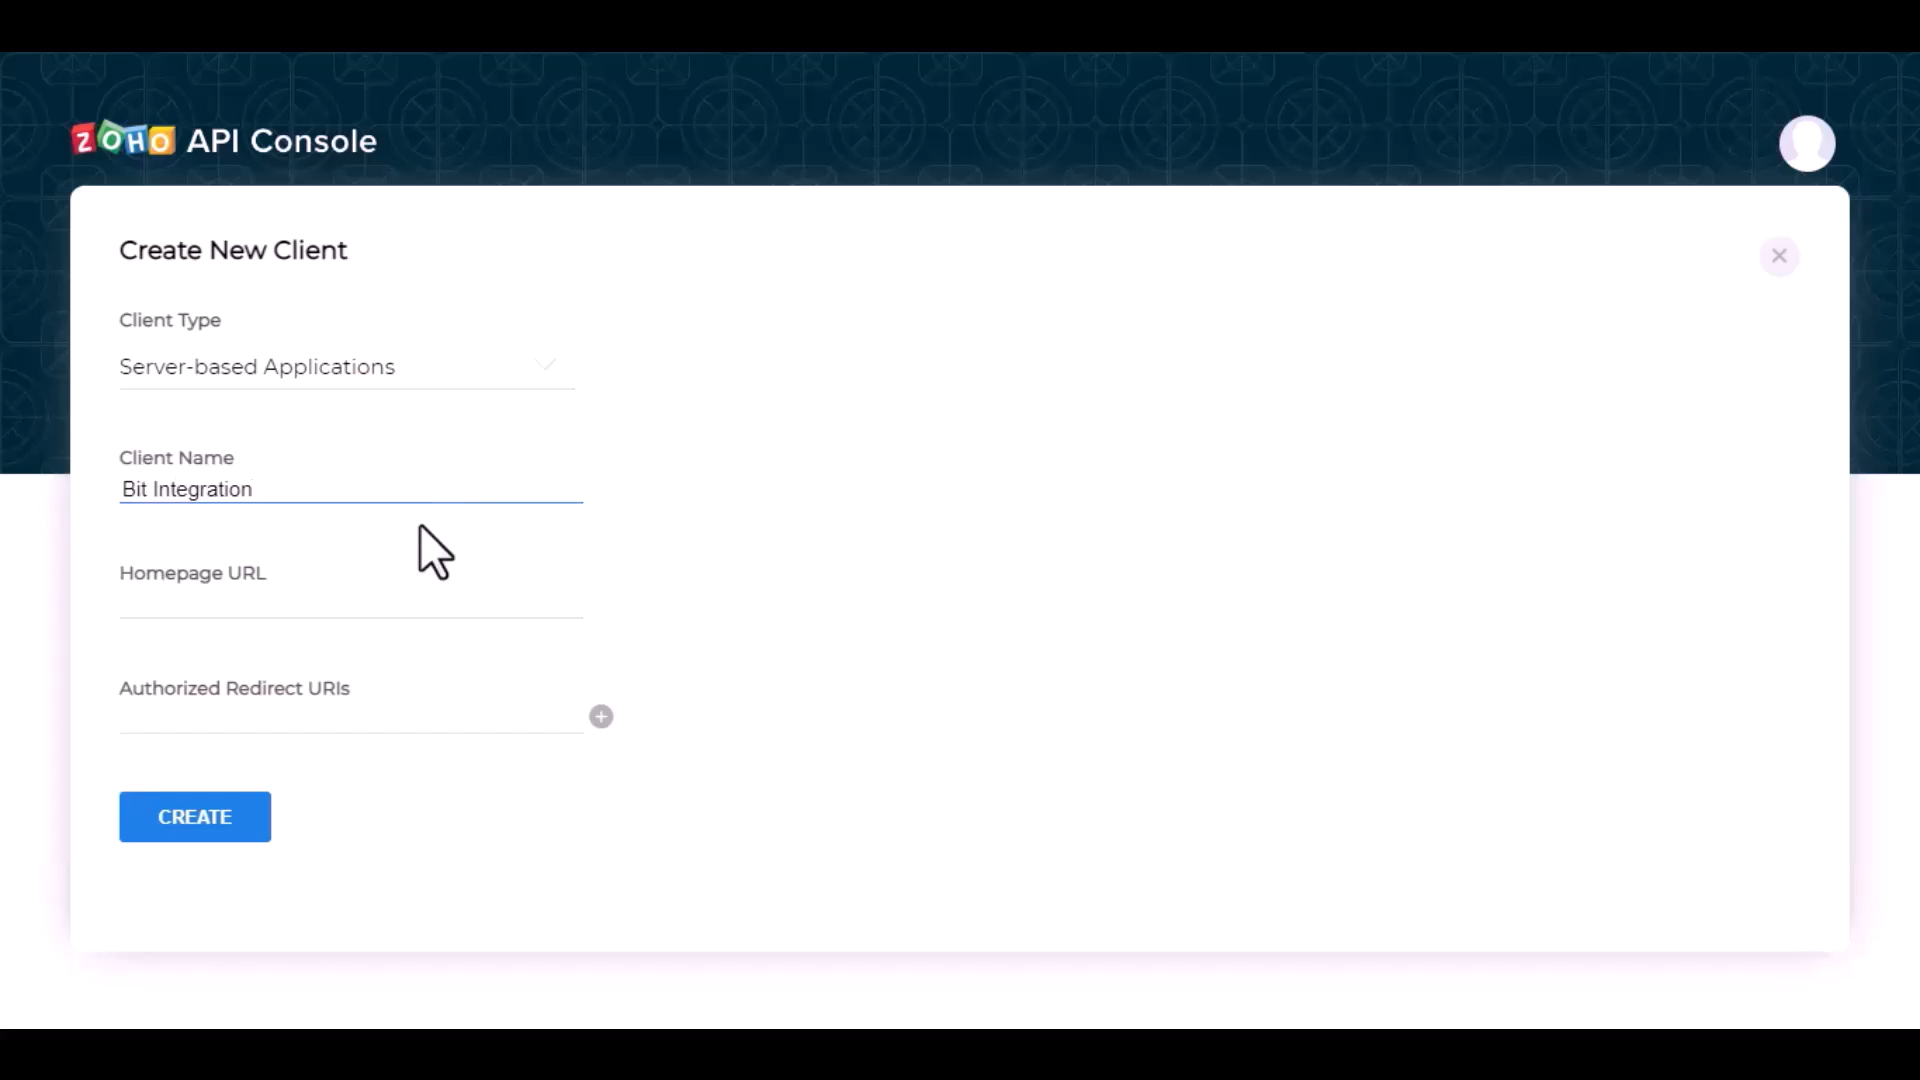 ZOHO API Console
Create New Client
Client Type
Server-based Applications
Client Name
Bit Integration
Homepage URL
Authorized Redirect URIs
CREATE